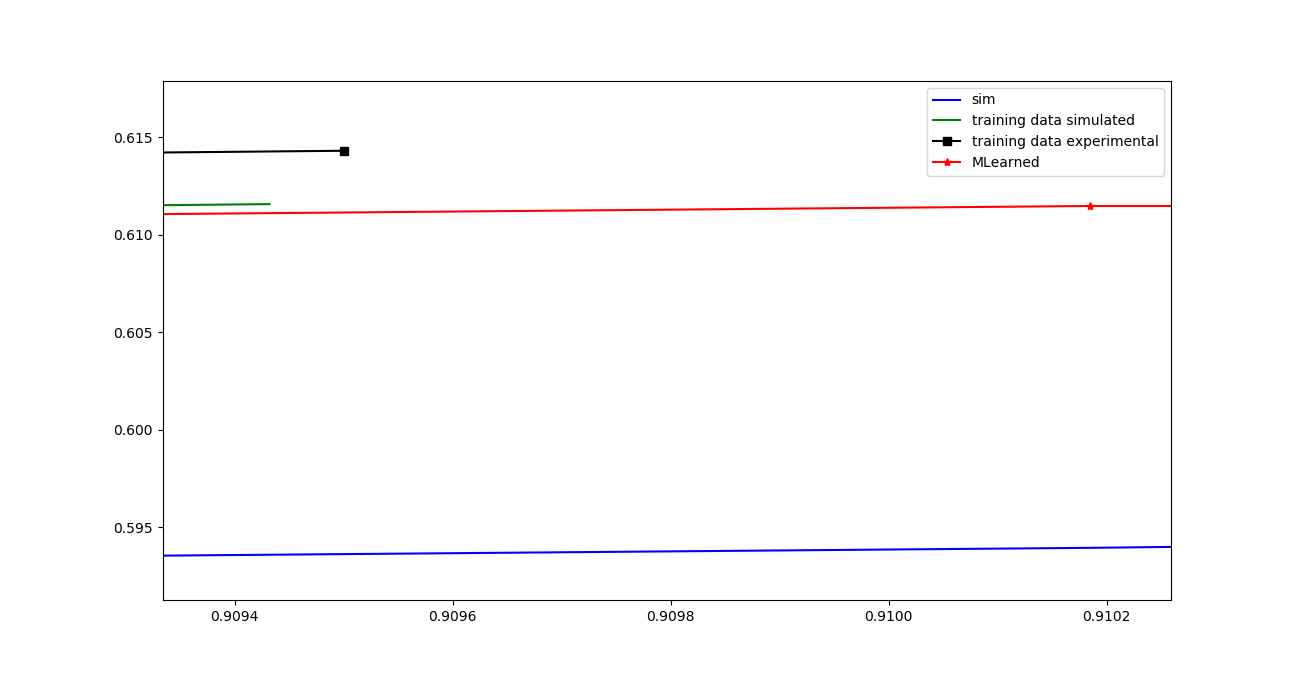 sim
training data simulated
training data experimental
MLearned
0.615
0.610
0.605
0.600
0.595
0.9094 0.9096 0.9098 0.9100 0.9102